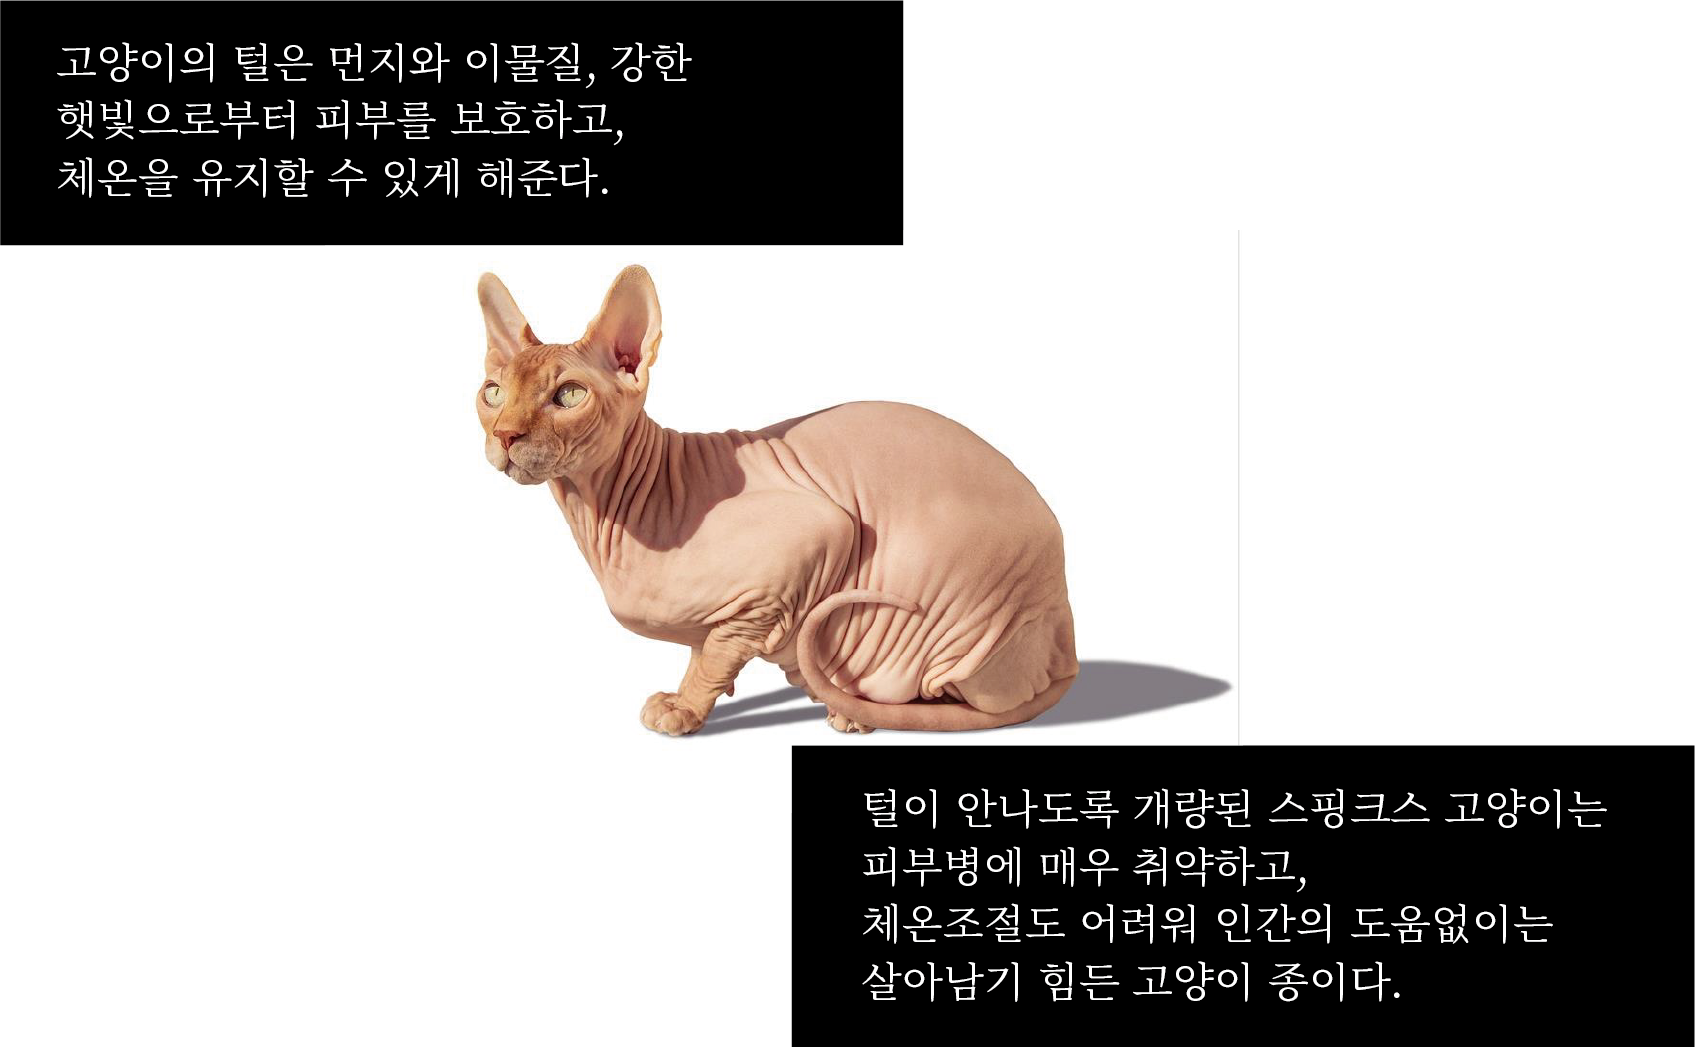 고양이의 털은 먼지와 이물질, 강한
햇빛으로부터 피부를 보호하고,
체온을 유지할 수 있게 해준다.
털이 안나도록 개량된 스핑크스 고양이는
피부병에 매우 취약하고,
체온조절도 어려워 인간의 도움없이는
살아남기 힘든 고양이 종이다.